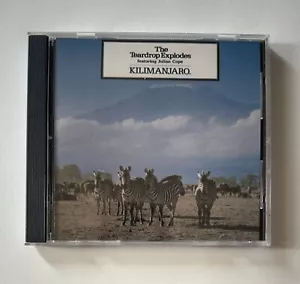 The
Teardrop Explodes
featuring Julian Cope
KILIMANJARO.